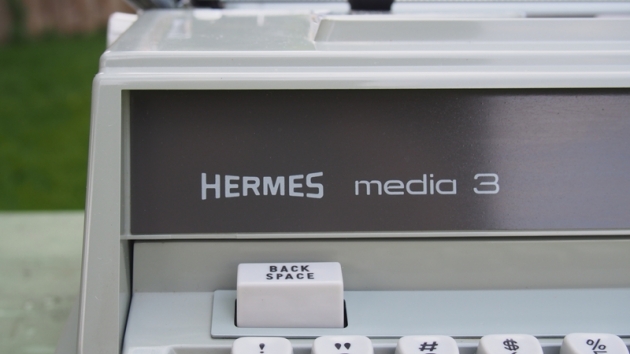 HERMES media 3
BACK
SPACE
! " # $ %